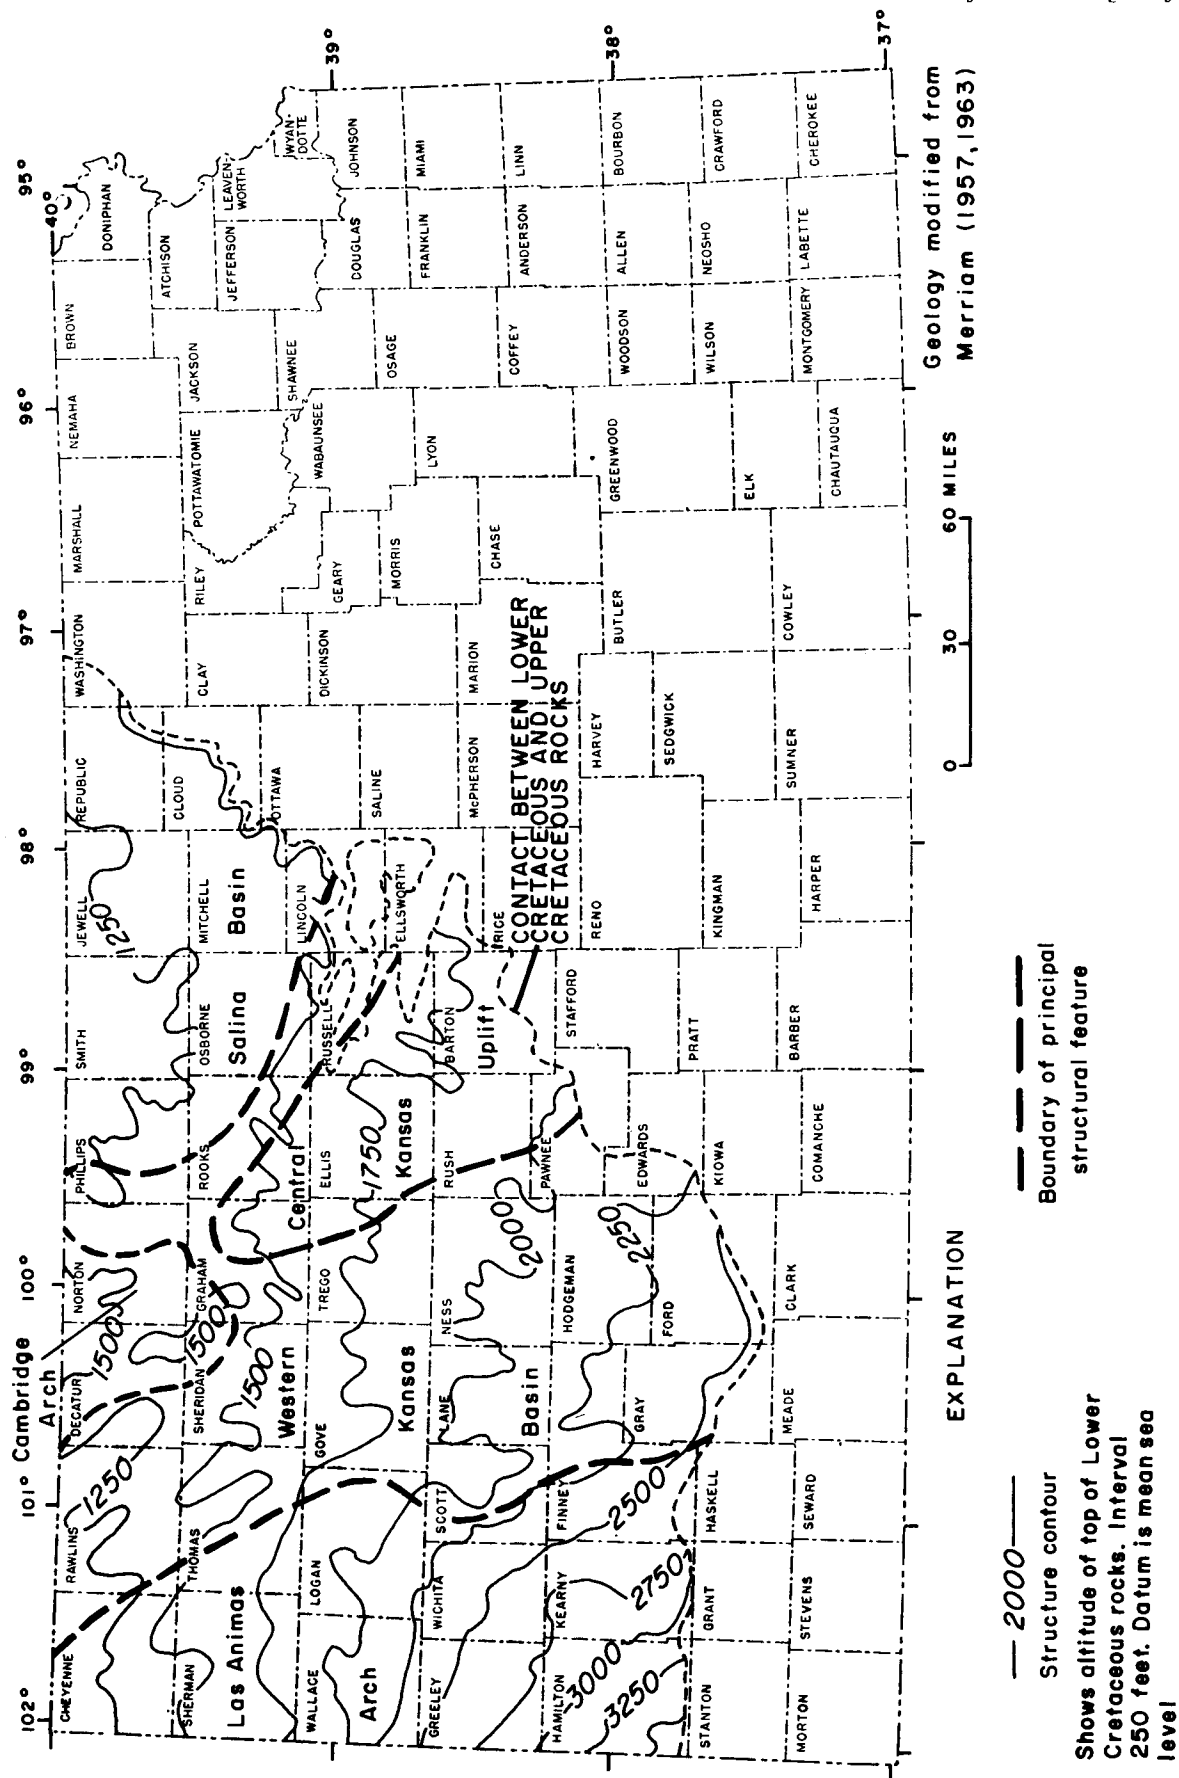 102°
101°
100°
99°
98°
97°
96°
95°
40°
39°
38°
37°
Cambridge
Arch
CHEYENNE
RAWLINS
DECATUR
NORTON
PHILLIPS
SMITH
JEWELL
REPUBLIC
WASHINGTON
MARSHALL
NEMAHA
BROWN
DONIPHAN
SHERMAN
THOMAS
SHERIDAN
GRAHAM
ROOKS
OSBORNE
MITCHELL
CLOUD
CLAY
RILEY
POTTAWATOMIE
JACKSON
ATCHISON
JEFFERSON
LEAVEN-
WORTH
WYAN-
DOTTE
WALLACE
LOGAN
GOVE
TREGO
ELLIS
RUSSELL
LINCOLN
OTTAWA
SALINE
DICKINSON
GEARY
WABAUNSEE
SHAWNEE
DOUGLAS
JOHNSON
GREELEY
WICHITA
SCOTT
LANE
NESS
RUSH
BARTON
ELLSWORTH
RICE
McPHERSON
MARION
MORRIS
CHASE
LYON
OSAGE
COFFEY
FRANKLIN
ANDERSON
MIAMI
LINN
HAMILTON
KEARNY
FINNEY
HODGEMAN
PAWNEE
STAFFORD
RENO
HARVEY
BUTLER
GREENWOOD
WOODSON
ALLEN
BOURBON
GRAY
FORD
EDWARDS
STANTON
GRANT
HASKELL
KIOWA
PRATT
KINGMAN
SEDGWICK
ELK
WILSON
NEOSHO
CRAWFORD
MORTON
STEVENS
SEWARD
MEADE
CLARK
COMANCHE
BARBER
HARPER
SUMNER
COWLEY
CHAUTAUQUA
MONTGOMERY
LABETTE
CHEROKEE
Las Animas
Arch
Western
Kansas
Basin
Central
Kansas
Uplift
Salina
Basin
1250
1500
1500
1500
1250
1750
2000
2250
2500
2750
3000
3250
CONTACT BETWEEN LOWER
CRETACEOUS AND UPPER
CRETACEOUS ROCKS
Geology modified from
Merriam (1957,1963)
0 30 60 MILES
EXPLANATION
2000
Structure contour
Shows altitude of top of Lower
Cretaceous rocks. Interval
250 feet. Datum is mean sea
level
Boundary of principal
structural feature